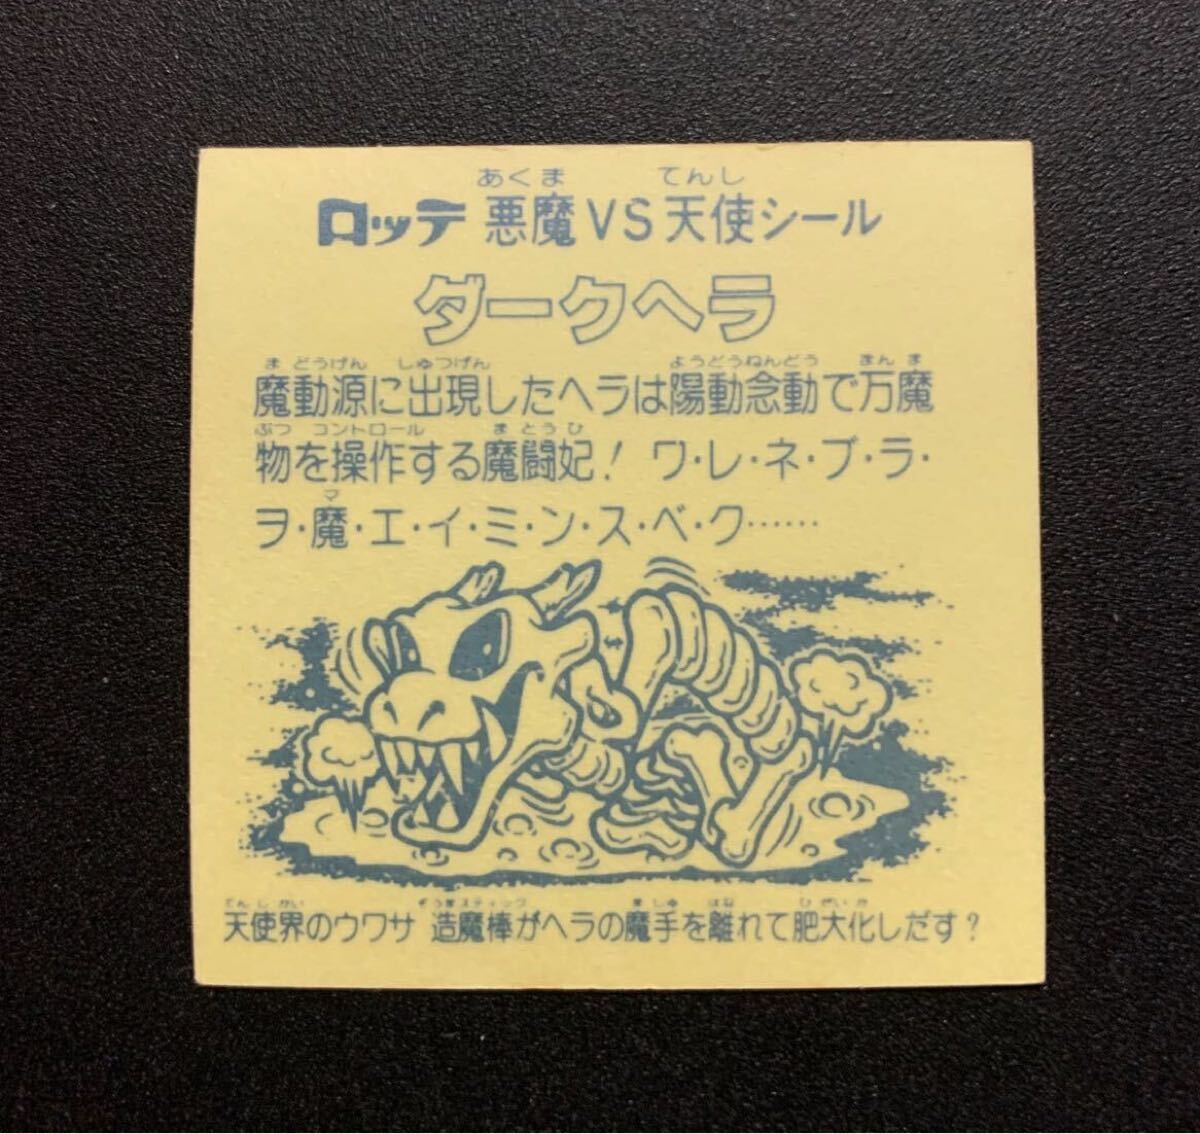 あくま てんし
ロッテ 悪魔VS天使シール
ダークヘラ
まどうげん しゅつげん ようどうねんどう まんま
魔動源に出現したヘラは陽動念動で万魔
ぶつ コントロール まとうひ
物を操作する魔闘妃! ワ・レ・ネ・ブ・ラ・
マ
ヲ・魔・エ・イ・ミ・ン・ス・ベ・ク……
てんしかい ぞうまスティック ましゅ はな ひだいか
天使界のウワサ 造魔棒がヘラの魔手を離れて肥大化しだす?